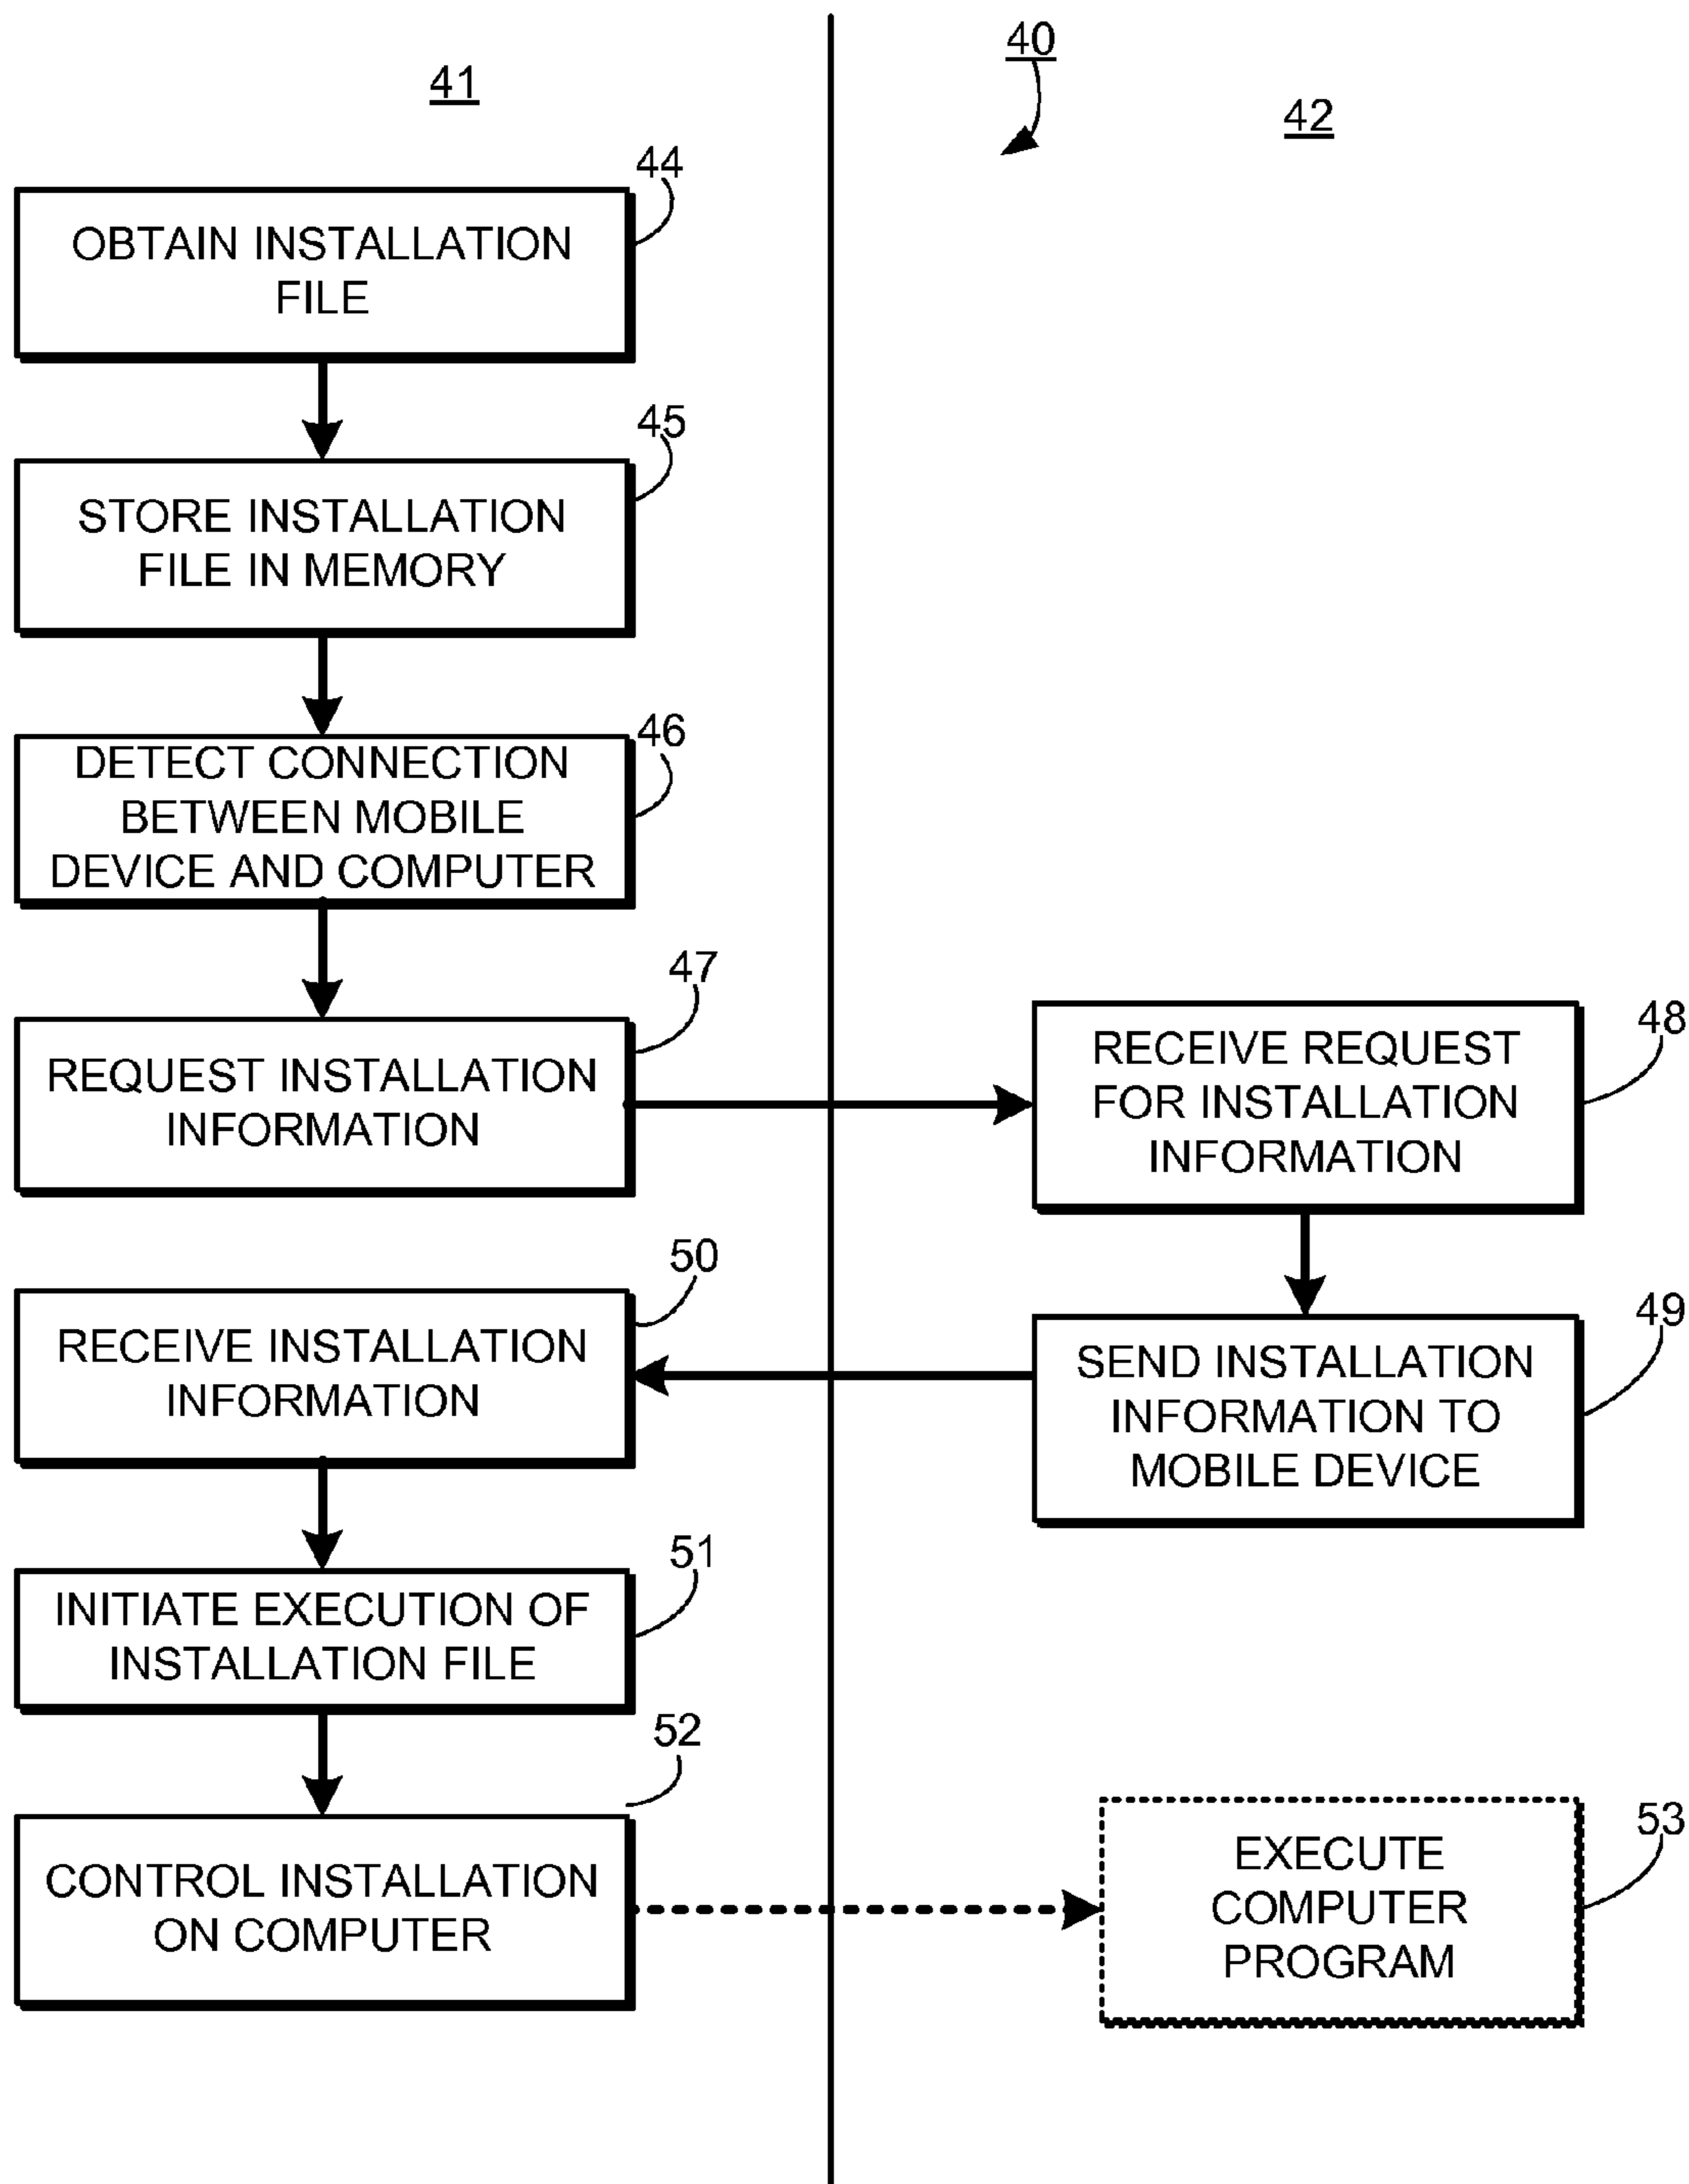 40
41
42
44
OBTAIN INSTALLATION
FILE
45
STORE INSTALLATION
FILE IN MEMORY
46
DETECT CONNECTION
BETWEEN MOBILE
DEVICE AND COMPUTER
47
REQUEST INSTALLATION
INFORMATION
48
RECEIVE REQUEST
FOR INSTALLATION
INFORMATION
49
SEND INSTALLATION
INFORMATION TO
MOBILE DEVICE
50
RECEIVE INSTALLATION
INFORMATION
51
INITIATE EXECUTION OF
INSTALLATION FILE
52
CONTROL INSTALLATION
ON COMPUTER
53
EXECUTE
COMPUTER
PROGRAM